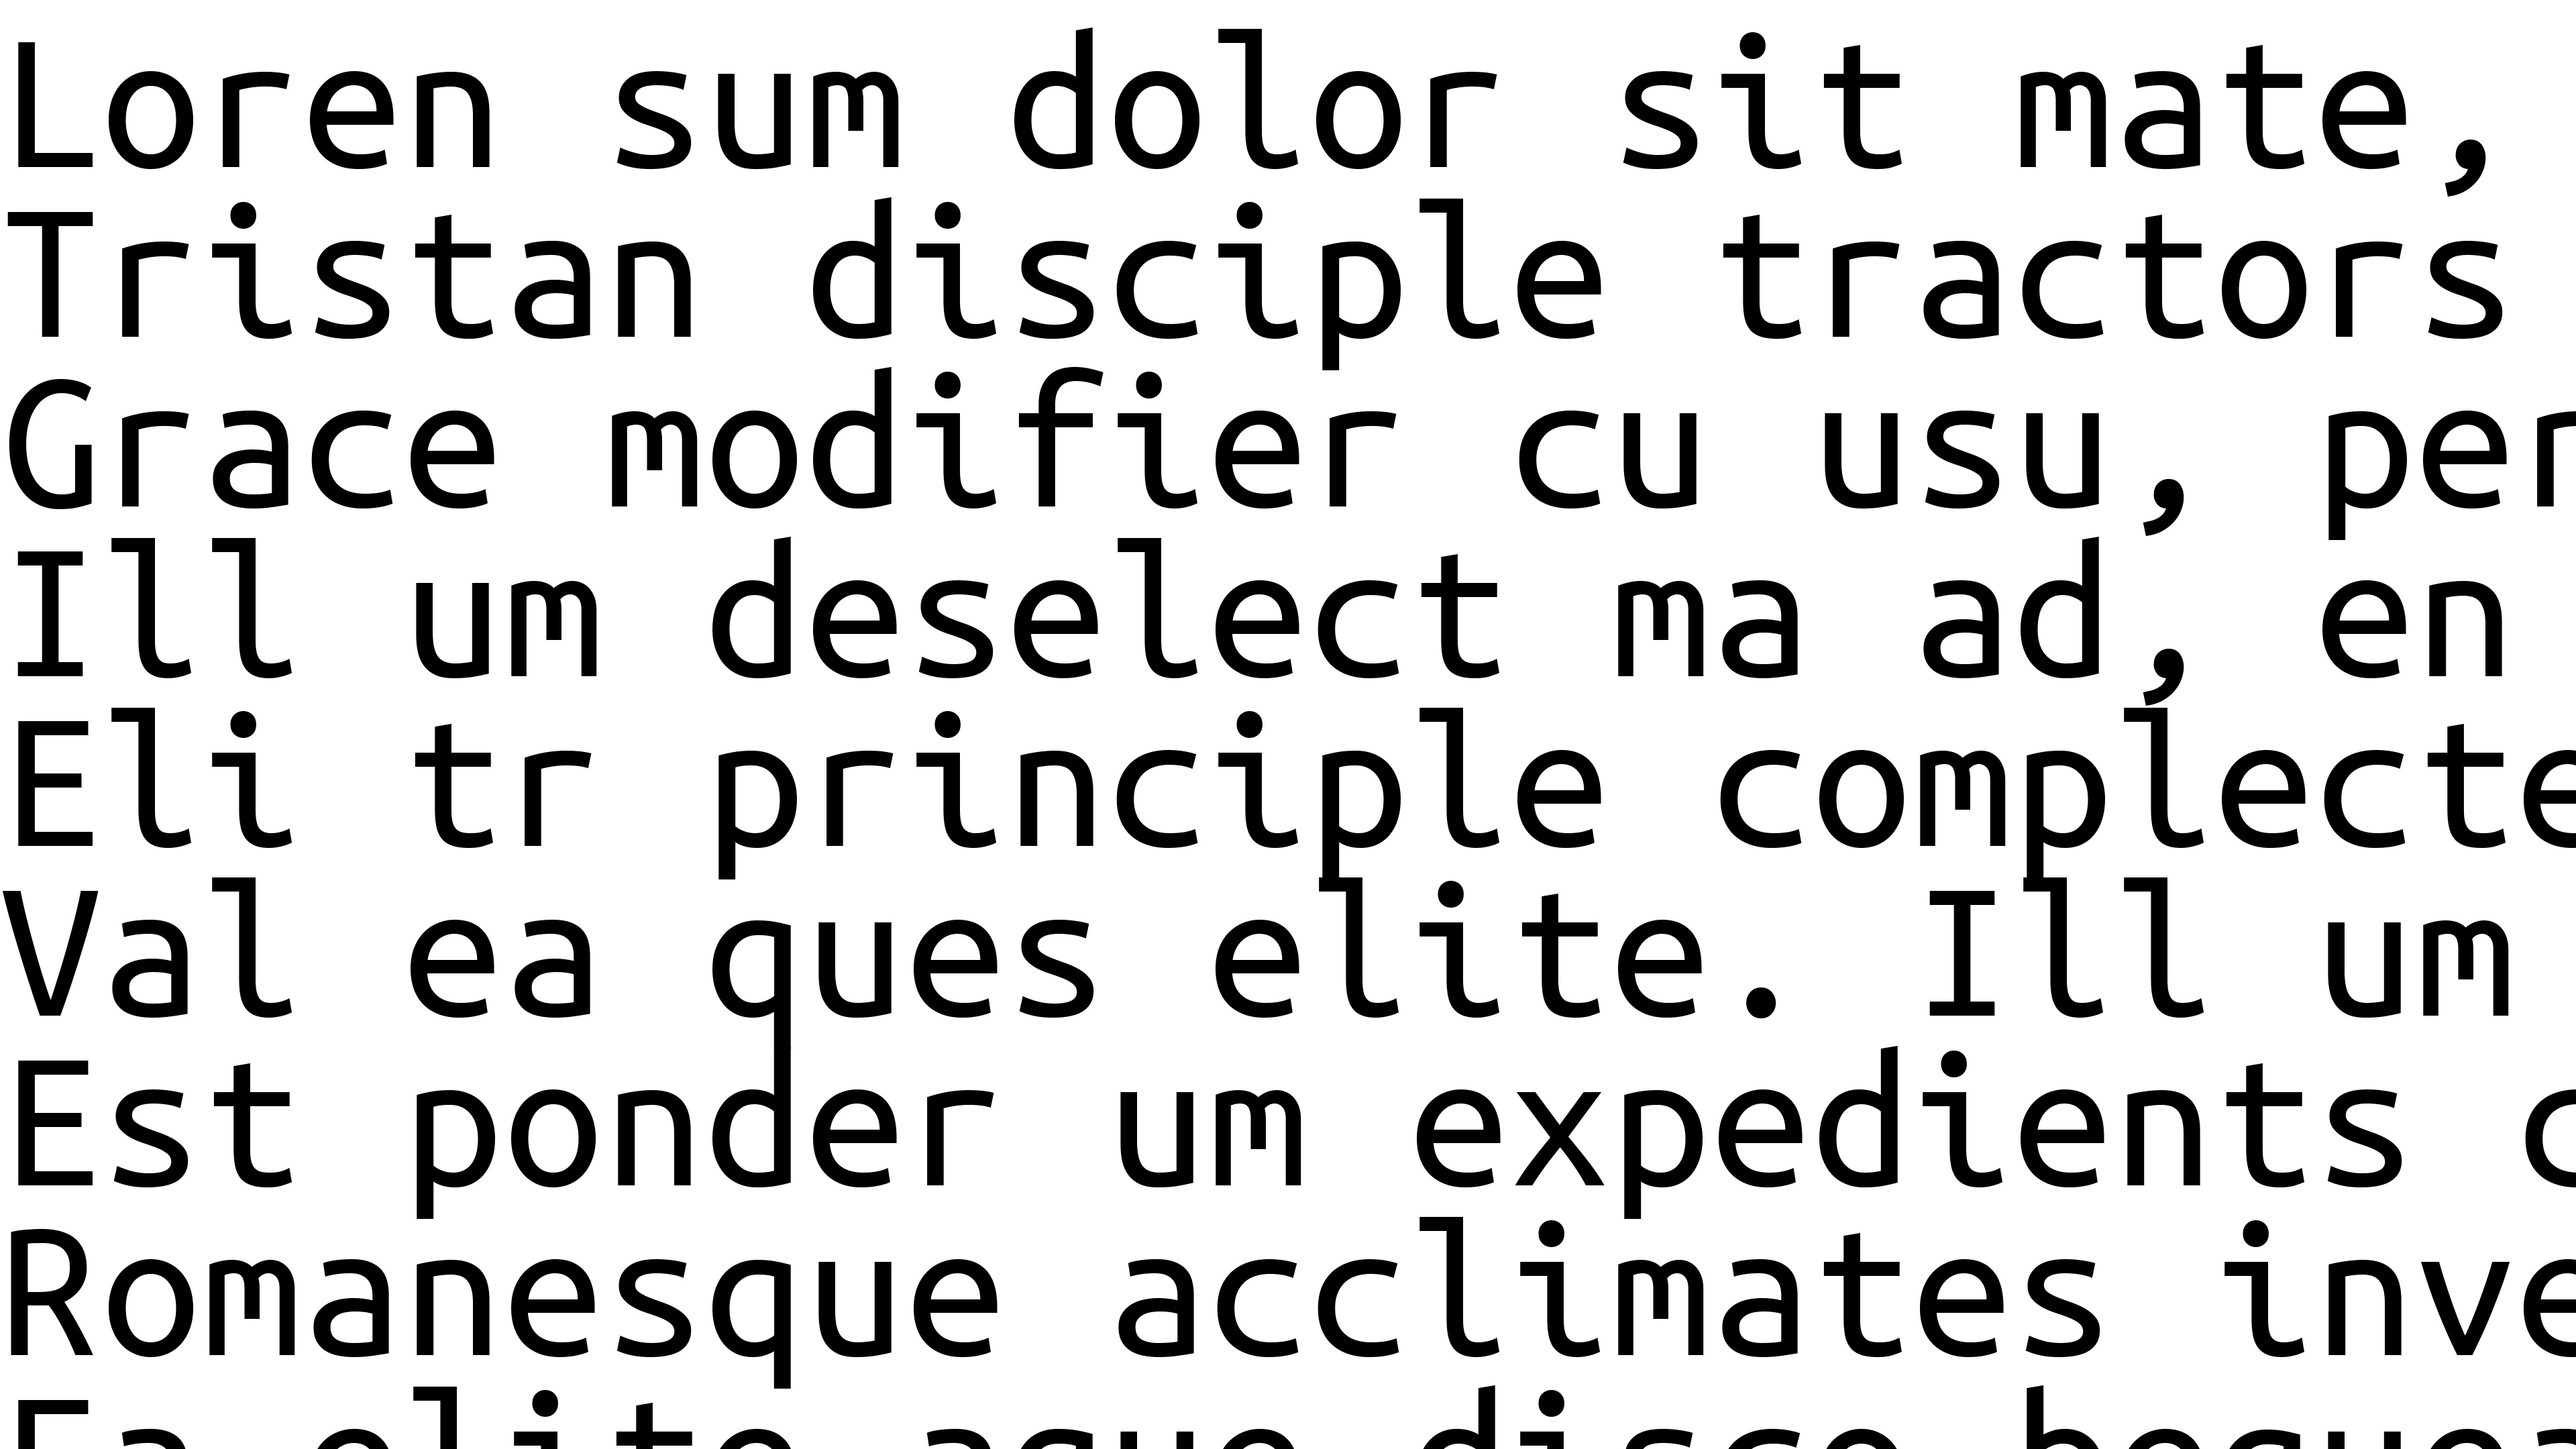 Loren sum dolor sit mate,
Tristan disciple tractors
Grace modifier cu usu, per
Ill um deselect ma ad, en
Eli tr principle complecte
Val ea ques elite. Ill um
Est ponder um expedients c
Romanesque acclimates inve